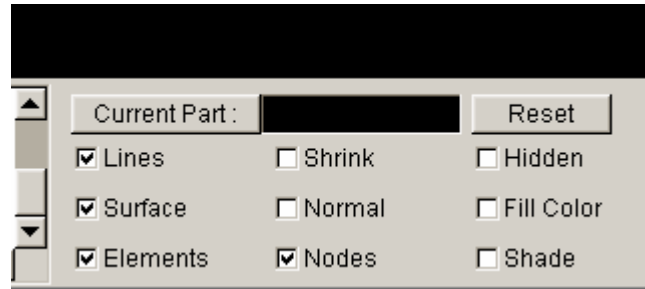 Current Part : Reset
Lines Shrink Hidden
Surface Normal Fill Color
Elements Nodes Shade